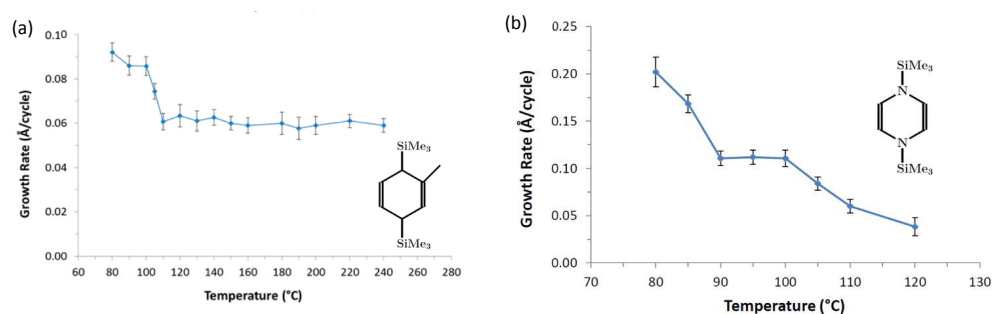 (a)
0.10
0.08
0.06
0.04
0.02
0.00
Growth Rate (Å/cycle)
60 80 100 120 140 160 180 200 220 240 260 280
Temperature (°C)
SiMe₃
SiMe₃
(b)
0.25
0.20
0.15
0.10
0.05
0.00
Growth Rate (Å/cycle)
70 80 90 100 110 120 130
Temperature (°C)
SiMe₃
N
N
SiMe₃